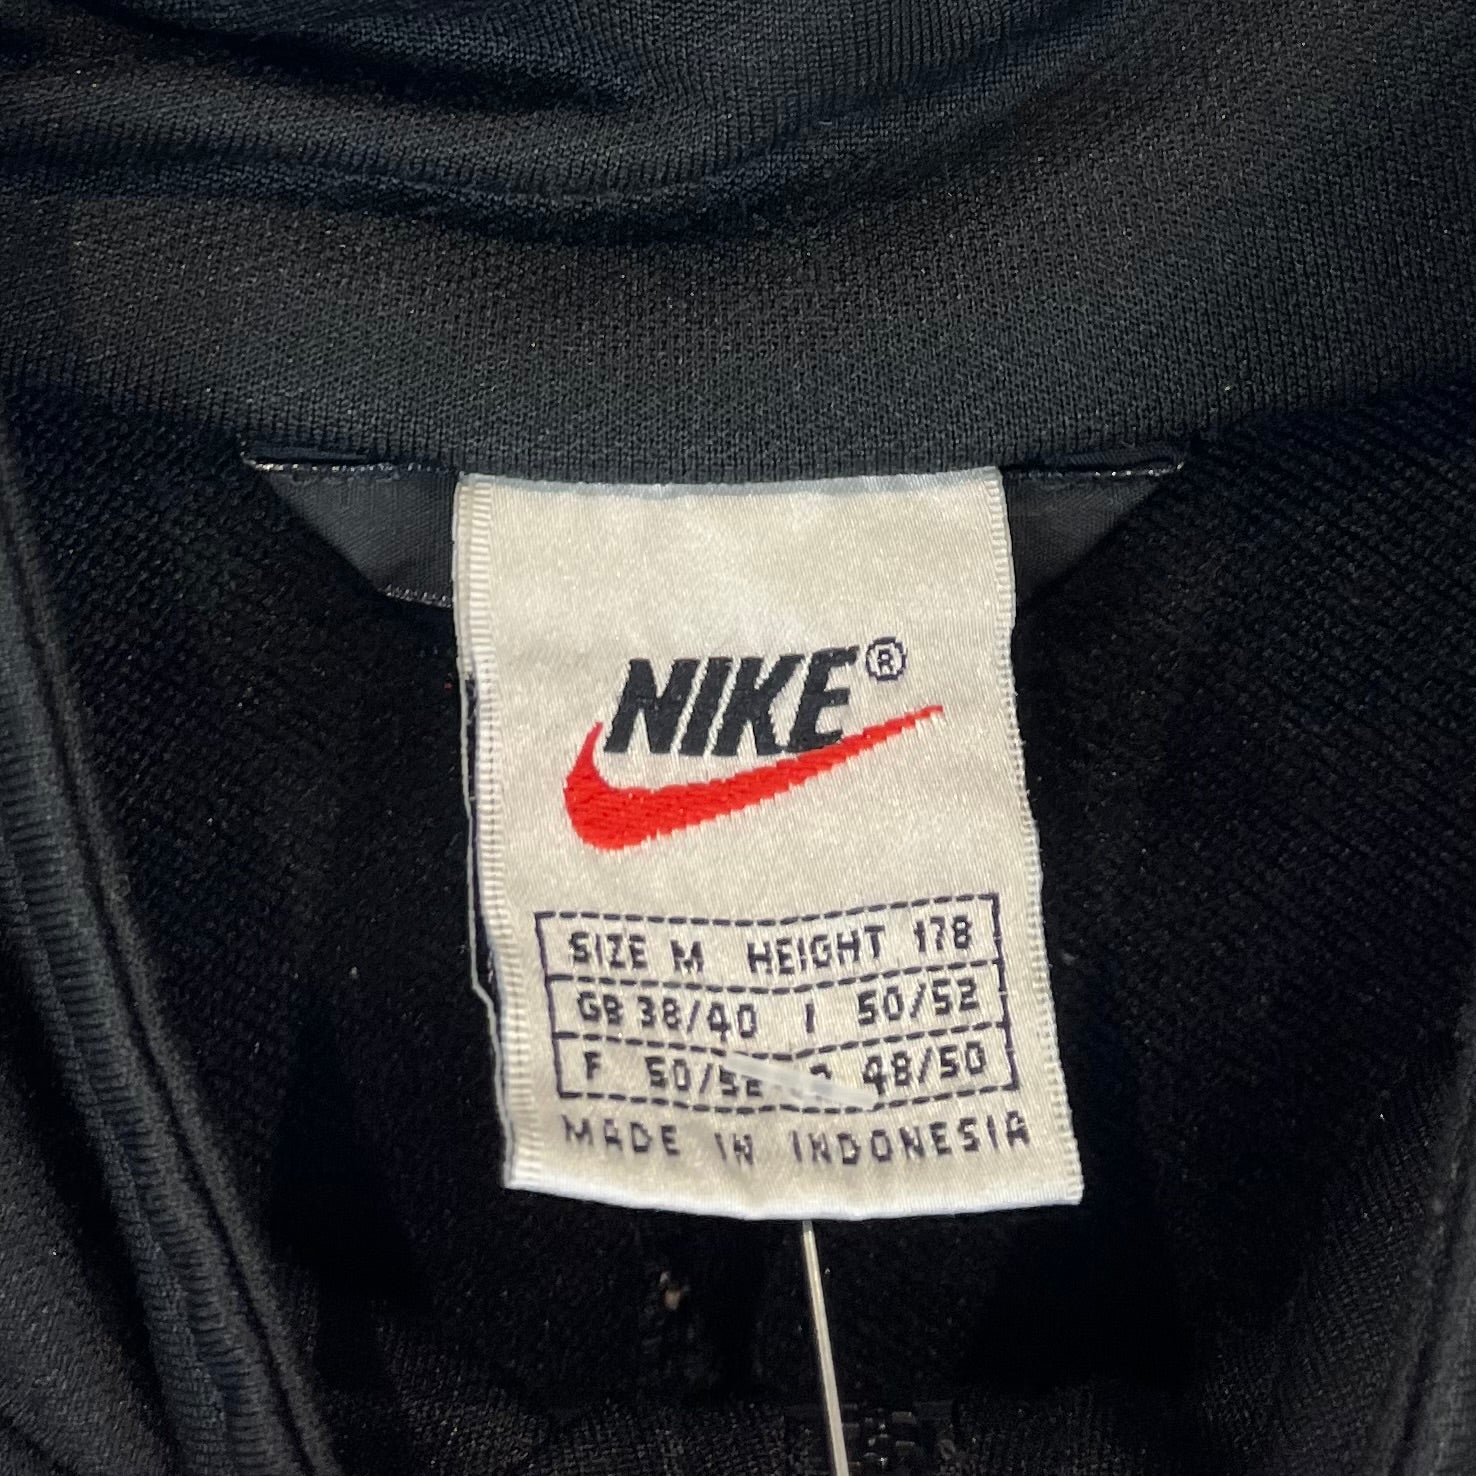 NIKE®
SIZE M HEIGHT 178
GB 38/40 I 50/52
F 50/52 48/50
MADE IN INDONESIA